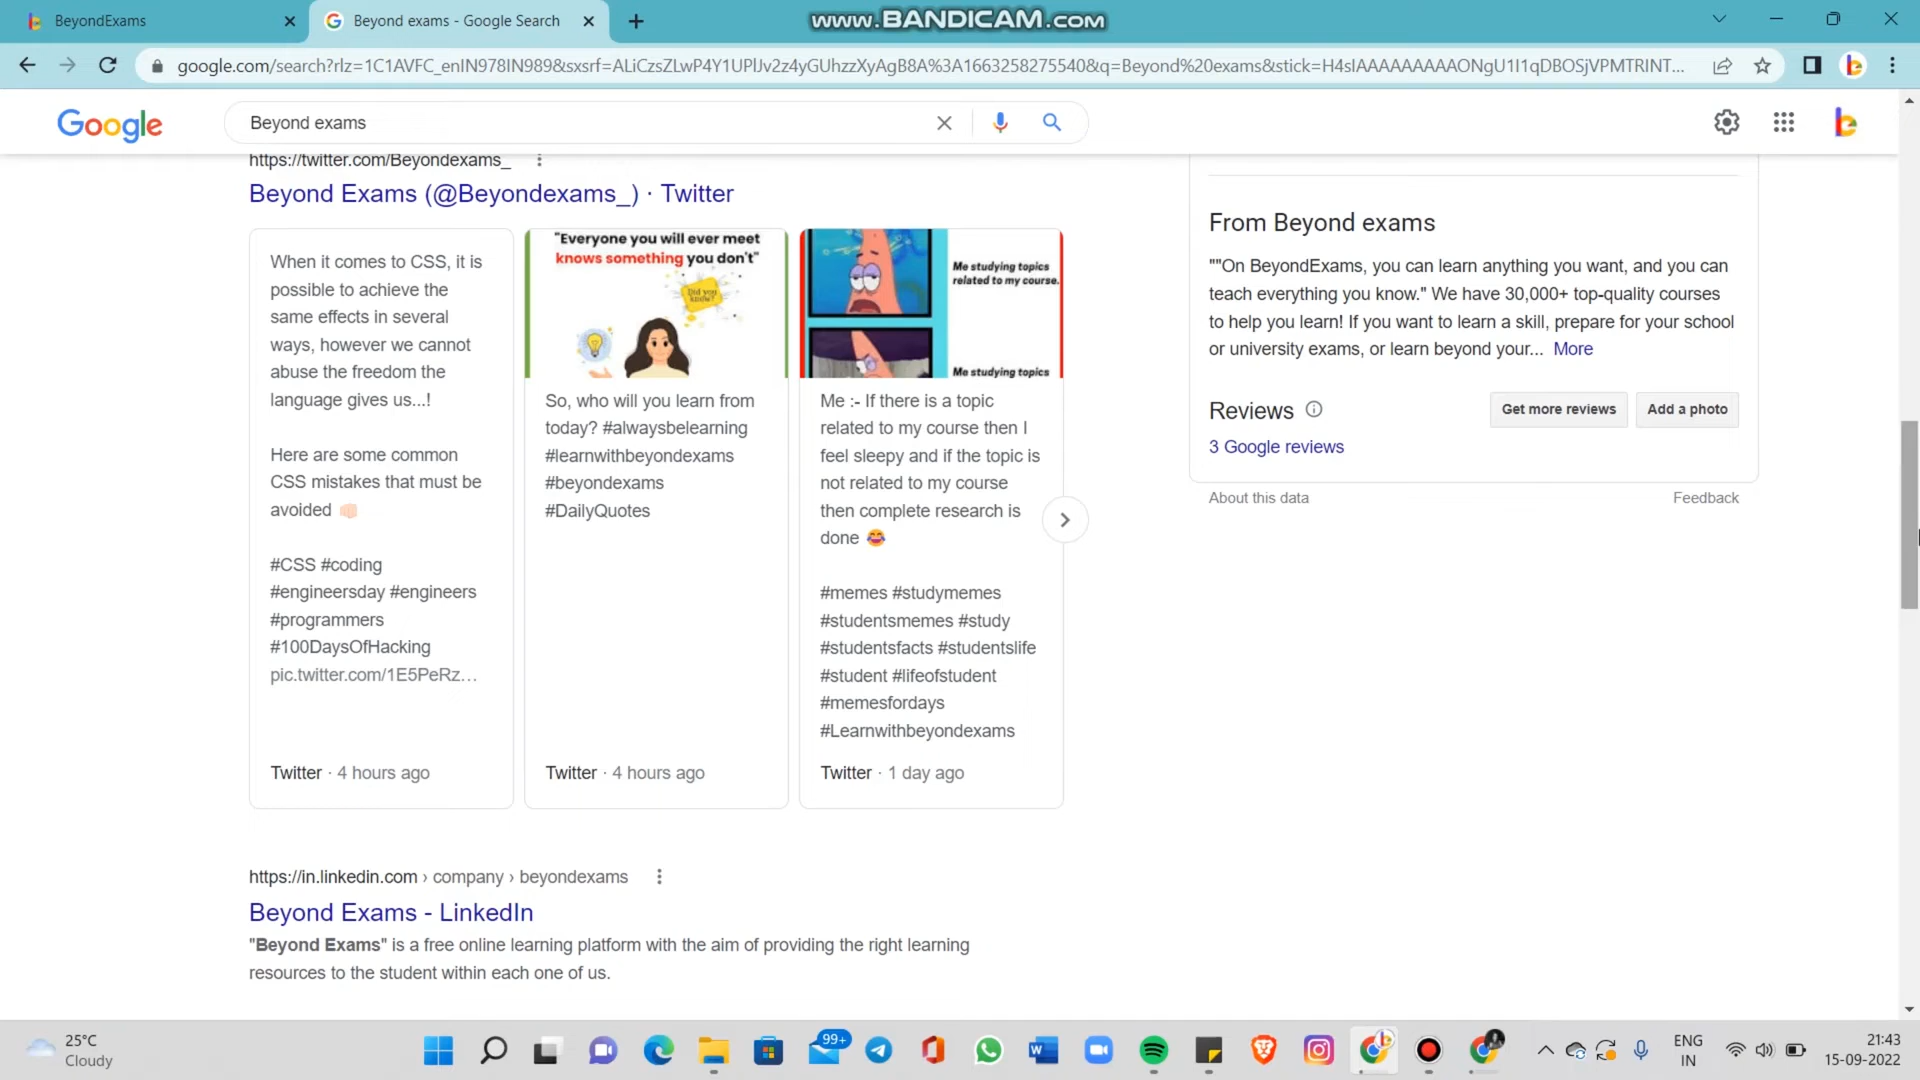 BeyondExams
Beyond exams - Google Search
www.BANDICAM.com
google.com/search?rlz=1C1AVFC_enIN978IN989&sxsrf=ALiCzsZLwP4Y1UPlJv2z4yGUhzzXyAgB8A%3A1663258275540&q=Beyond%20exams&stick=H4sIAAAAAAAAAONgU1I1qDBOSjVPMTRINT...
Google
Beyond exams
https://twitter.com/Beyondexams_
Beyond Exams (@Beyondexams_) · Twitter
When it comes to CSS, it is
possible to achieve the
same effects in several
ways, however we cannot
abuse the freedom the
language gives us...!
Here are some common
CSS mistakes that must be
avoided 👊🏻
#CSS #coding
#engineersday #engineers
#programmers
#100DaysOfHacking
pic.twitter.com/1E5PeRz…
Twitter · 4 hours ago
"Everyone you will ever meet
knows something you don't"
Did you
know?
So, who will you learn from
today? #alwaysbelearning
#learnwithbeyondexams
#beyondexams
#DailyQuotes
Twitter · 4 hours ago
Me studying topics
related to my course.
Me studying topics
Me :- If there is a topic
related to my course then I
feel sleepy and if the topic is
not related to my course
then complete research is
done 😂
#memes #studymemes
#studentsmemes #study
#studentsfacts #studentslife
#student #lifeofstudent
#memesfordays
#Learnwithbeyondexams
Twitter · 1 day ago
https://in.linkedin.com › company › beyondexams
Beyond Exams - LinkedIn
"Beyond Exams" is a free online learning platform with the aim of providing the right learning
resources to the student within each one of us.
From Beyond exams
""On BeyondExams, you can learn anything you want, and you can
teach everything you know." We have 30,000+ top-quality courses
to help you learn! If you want to learn a skill, prepare for your school
or university exams, or learn beyond your... More
Reviews
Get more reviews
Add a photo
3 Google reviews
About this data
Feedback
25°C
Cloudy
99+
ENG
IN
21:43
15-09-2022